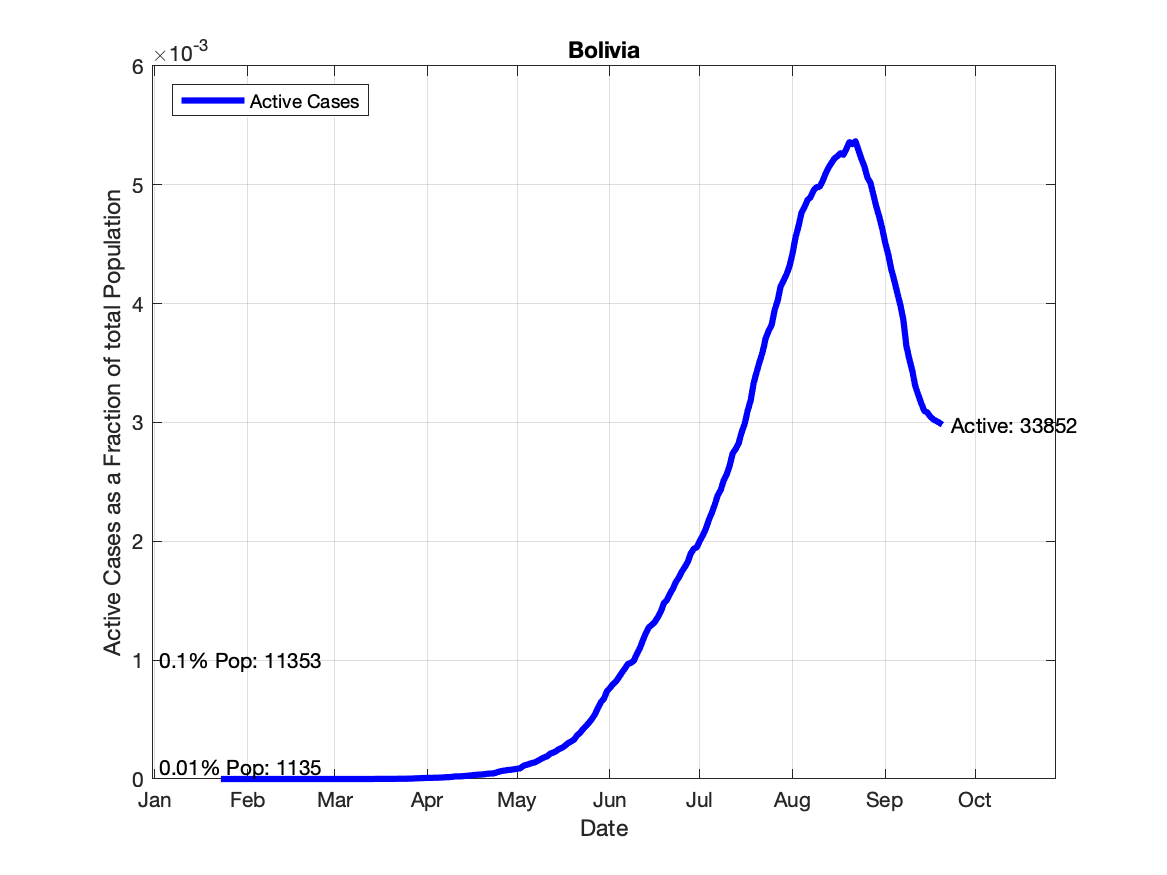 Bolivia
×10-3
Active Cases
6
5
4
3
2
1
0
Active Cases as a Fraction of total Population
Active: 33852
0.1% Pop: 11353
0.01% Pop: 1135
Jan Feb Mar Apr May Jun Jul Aug Sep Oct
Date